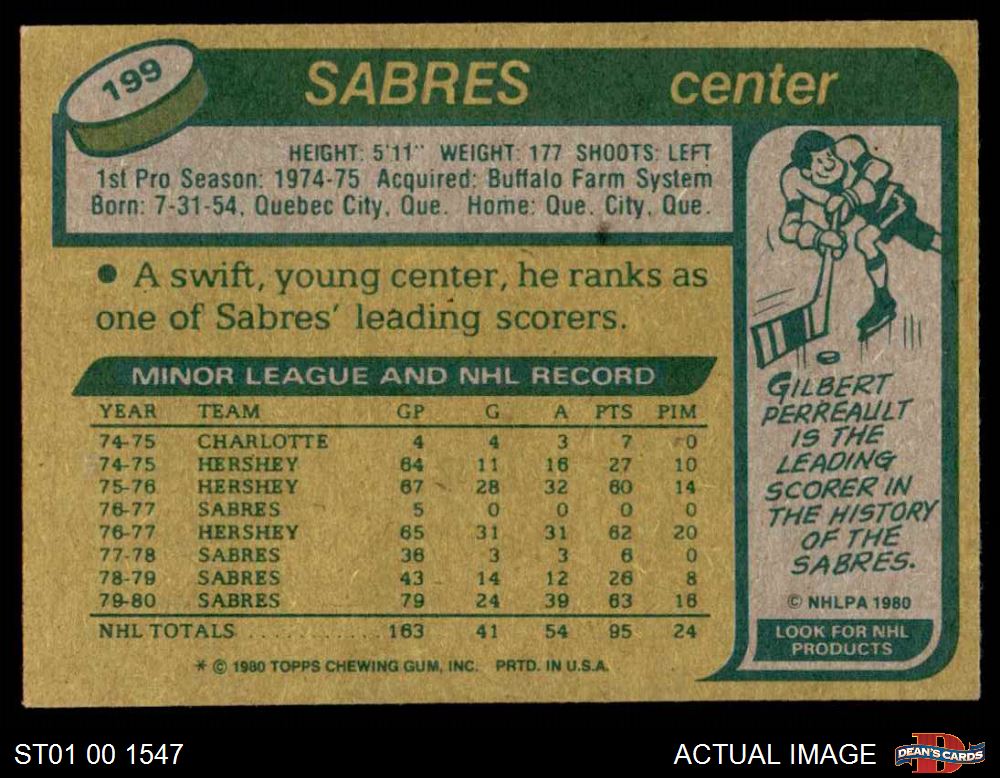 199
SABRES center
HEIGHT: 5'11" WEIGHT: 177 SHOOTS: LEFT
1st Pro Season: 1974-75 Acquired: Buffalo Farm System
Born: 7-31-54, Quebec City, Que. Home: Que. City, Que.
• A swift, young center, he ranks as
one of Sabres' leading scorers.
MINOR LEAGUE AND NHL RECORD
YEAR TEAM GP G A PTS PIM
74-75 CHARLOTTE 4 4 3 7 0
74-75 HERSHEY 64 11 16 27 10
75-76 HERSHEY 67 28 32 60 14
76-77 SABRES 5 0 0 0 0
76-77 HERSHEY 65 31 31 62 20
77-78 SABRES 36 3 3 6 0
78-79 SABRES 43 14 12 26 8
79-80 SABRES 79 24 39 63 16
NHL TOTALS .......... 163 41 54 95 24
* © 1980 TOPPS CHEWING GUM, INC. PRTD. IN U.S.A.
GILBERT
PERREAULT
IS THE
LEADING
SCORER IN
THE HISTORY
OF THE
SABRES.
© NHLPA 1980
LOOK FOR NHL
PRODUCTS
ST01 00 1547
ACTUAL IMAGE
D
DEAN'S CARDS